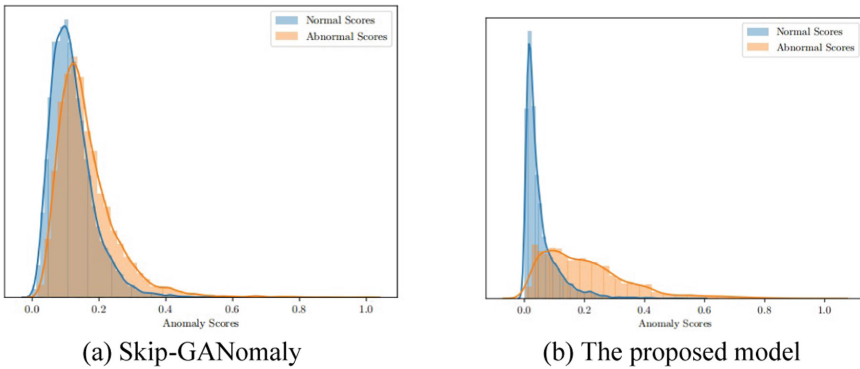 Normal Scores
Abnormal Scores
0.0 0.2 0.4 0.6 0.8 1.0
Anomaly Scores
(a) Skip-GANomaly
Normal Scores
Abnormal Scores
0.0 0.2 0.4 0.6 0.8 1.0
Anomaly Scores
(b) The proposed model